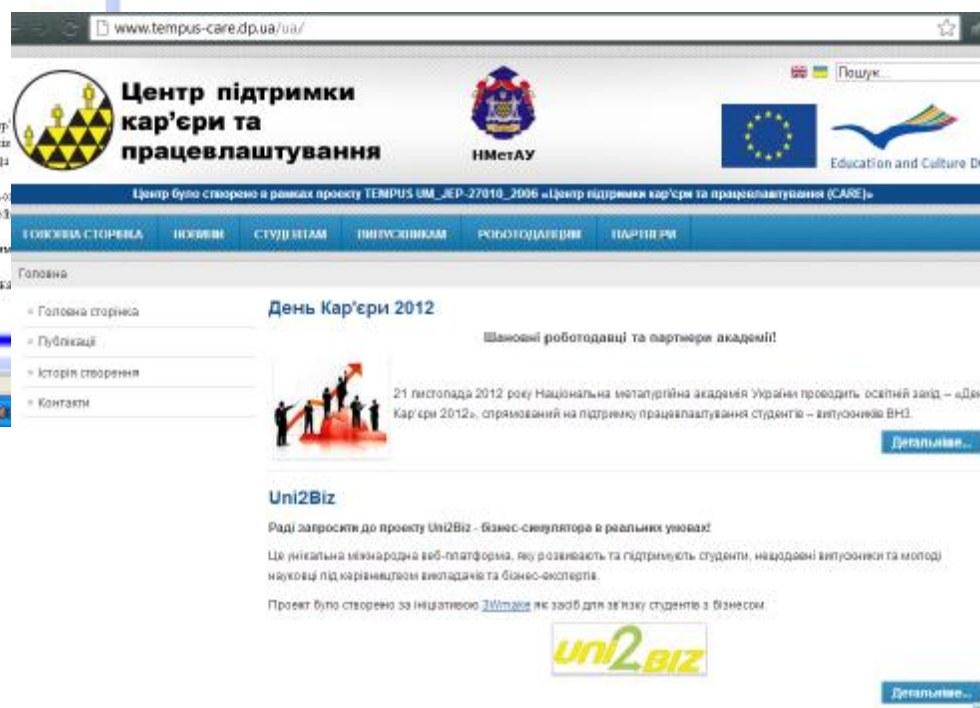 www.tempus-care.dp.ua/ua/
Пошук...
Центр підтримки
кар'єри та
працевлаштування
НМетАУ
Education and Culture
Центр було створено в рамках проекту TEMPUS UM_JEP-27010_2006 «Центр підтримки кар'єри та працевлаштування (CARE)»
ГОЛОВНА СТОРІНКА НОВИНИ СТУДЕНТАМ ВИПУСКНИКАМ РОБОТОДАВЦЯМ ПАРТНЕРИ
Головна
Головна сторінка
Публікації
Історія створення
Контакти
День Кар'єри 2012
Шановні роботодавці та партнери академії!
21 листопада 2012 року Національна металургійна академія України проводить освітній захід – «День
Кар'єри 2012», спрямований на підтримку працевлаштування студентів – випускників ВНЗ.
Детальніше...
Uni2Biz
Раді запросити до проекту Uni2Biz - бізнес-симулятора в реальних умовах!
Це унікальна міжнародна веб-платформа, яку розвивають та підтримують студенти, нещодавні випускники та молоді
науковці під керівництвом викладачів та бізнес-експертів.
Проект було створено за ініціативою 3Wmake як засіб для зв'язку студентів з бізнесом.
uni2BIZ
Детальніше...